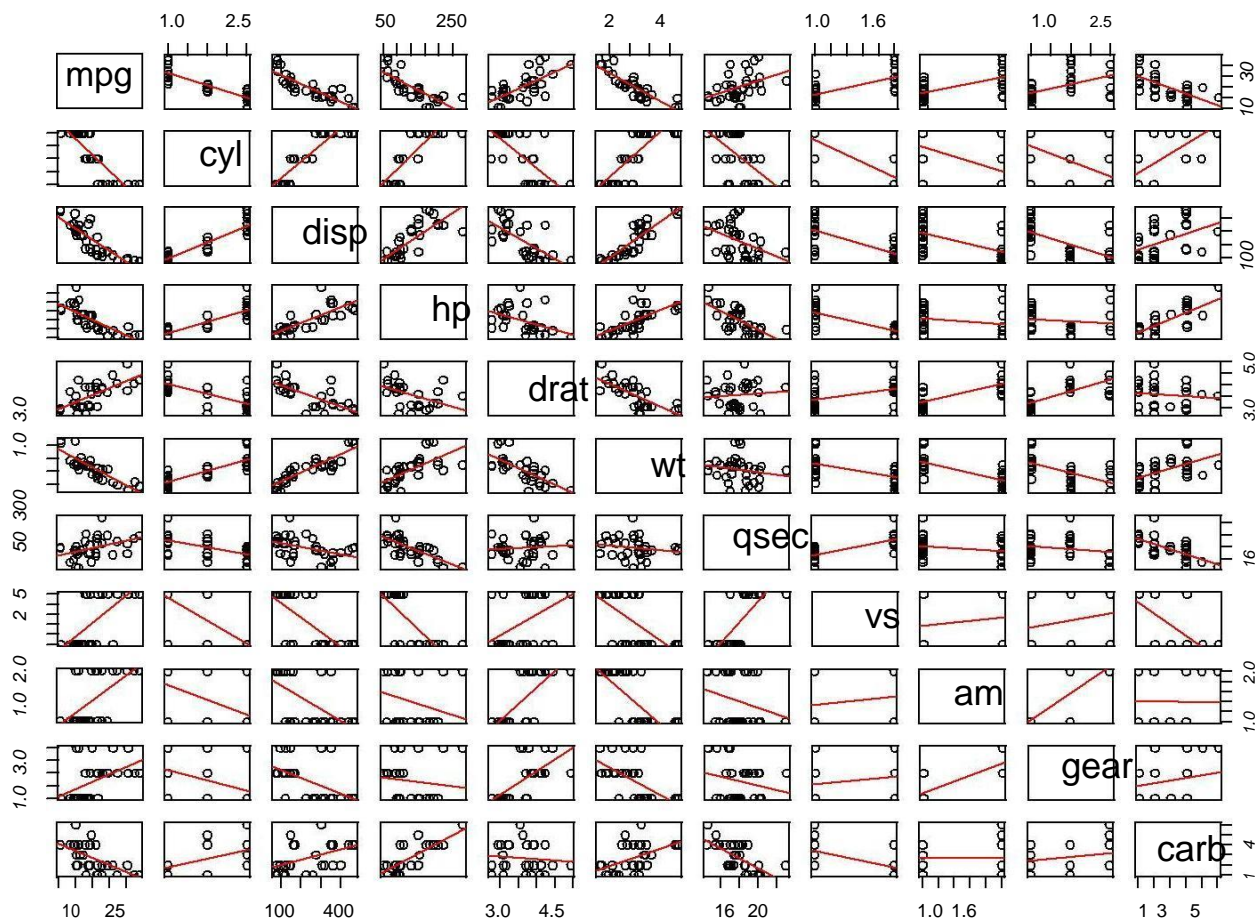 1.0 2.5 50 250 2 4 1.0 1.6 1.0 2.5
mpg 10 30
cyl
disp 100
hp
3.0 drat 3.0 5.0
1.0 wt
50 300 qsec 16
2 5 vs
1.0 2.0 am 1.0 2.0
1.0 3.0 gear
carb 1 4
10 25 100 400 3.0 4.5 16 20 1.0 1.6 1 3 5